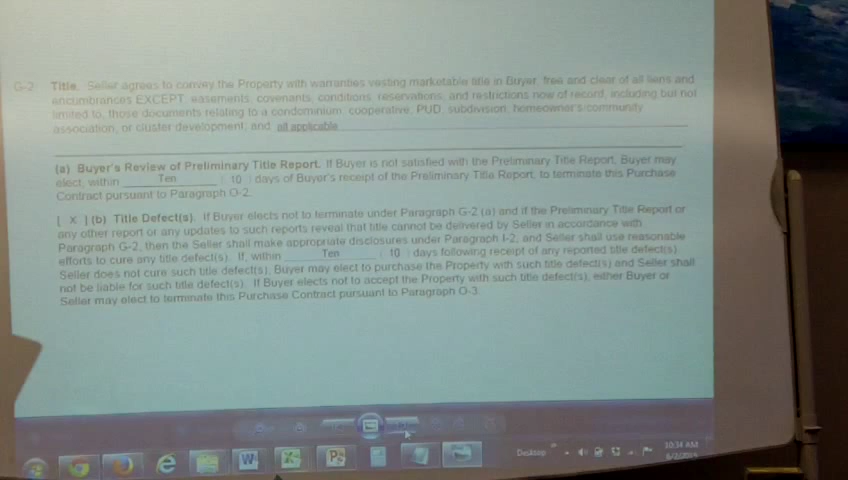 G-2 Title. Seller agrees to convey the Property with warranties vesting marketable title in Buyer, free and clear of all liens and
encumbrances EXCEPT: easements, covenants, conditions, reservations, and restrictions now of record, including but not
limited to, those documents relating to a condominium, cooperative, PUD, subdivision, homeowner's/community
association, or cluster development; and all applicable
(a) Buyer's Review of Preliminary Title Report. If Buyer is not satisfied with the Preliminary Title Report, Buyer may
elect, within Ten ( 10 ) days of Buyer's receipt of the Preliminary Title Report, to terminate this Purchase
Contract pursuant to Paragraph O-2.
[ X ] (b) Title Defect(s). If Buyer elects not to terminate under Paragraph G-2 (a) and if the Preliminary Title Report or
any other report or any updates to such reports reveal that title cannot be delivered by Seller in accordance with
Paragraph G-2, then the Seller shall make appropriate disclosures under Paragraph I-2, and Seller shall use reasonable
efforts to cure any title defect(s). If, within Ten ( 10 ) days following receipt of any reported title defect(s)
Seller does not cure such title defect(s), Buyer may elect to purchase the Property with such title defect(s) and Seller shall
not be liable for such title defect(s). If Buyer elects not to accept the Property with such title defect(s), either Buyer or
Seller may elect to terminate this Purchase Contract pursuant to Paragraph O-3.
Desktop
10:34 AM
6/2/2014